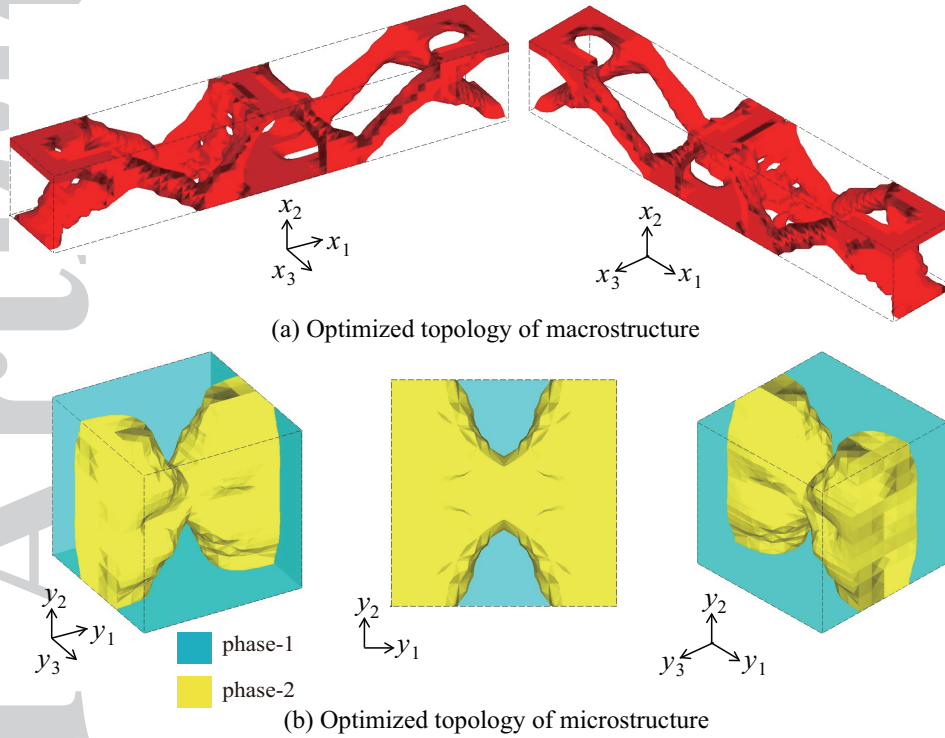 x2
x1
x3
x2
x3
x1
(a) Optimized topology of macrostructure
y2
y1
y3
phase-1
phase-2
y2
y1
y2
y3
y1
(b) Optimized topology of microstructure